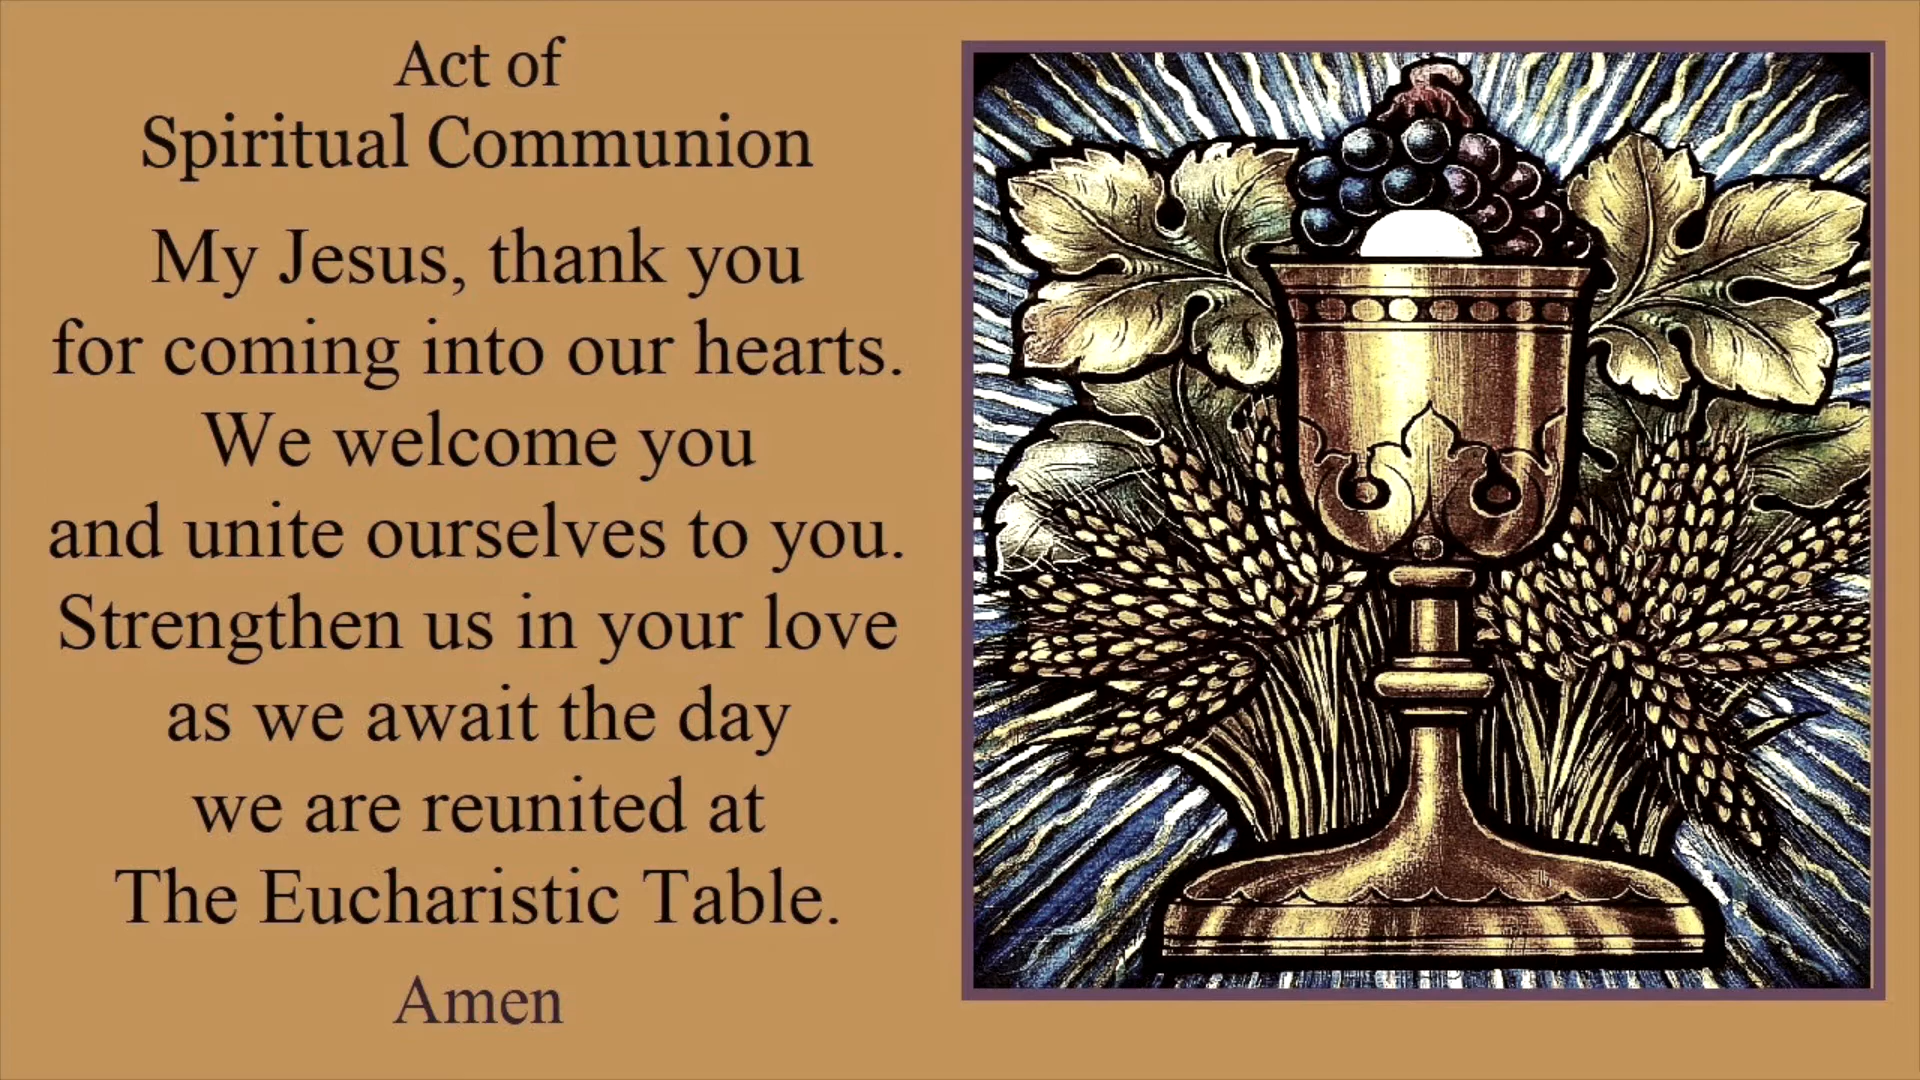 Act of
Spiritual Communion
My Jesus, thank you
for coming into our hearts.
We welcome you
and unite ourselves to you.
Strengthen us in your love
as we await the day
we are reunited at
The Eucharistic Table.
Amen